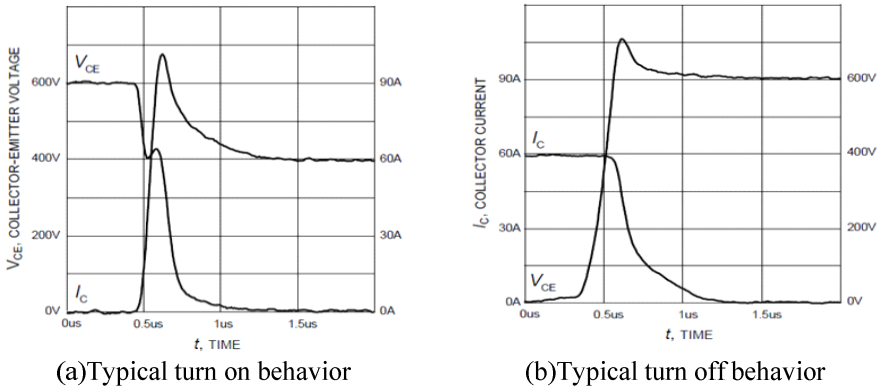 V_CE, COLLECTOR-EMITTER VOLTAGE
600V
400V
200V
0V
V_CE
I_C
90A
60A
30A
0A
0us
0.5us
1us
1.5us
t, TIME
(a)Typical turn on behavior
I_C, COLLECTOR CURRENT
90A
60A
30A
0A
I_C
V_CE
600V
400V
200V
0V
0us
0.5us
1us
1.5us
t, TIME
(b)Typical turn off behavior